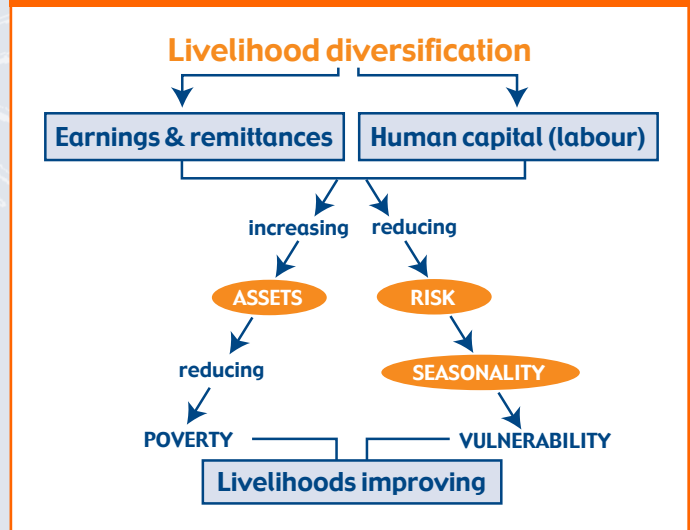 Livelihood diversification
Earnings & remittances
Human capital (labour)
increasing
reducing
ASSETS
RISK
reducing
SEASONALITY
POVERTY
VULNERABILITY
Livelihoods improving